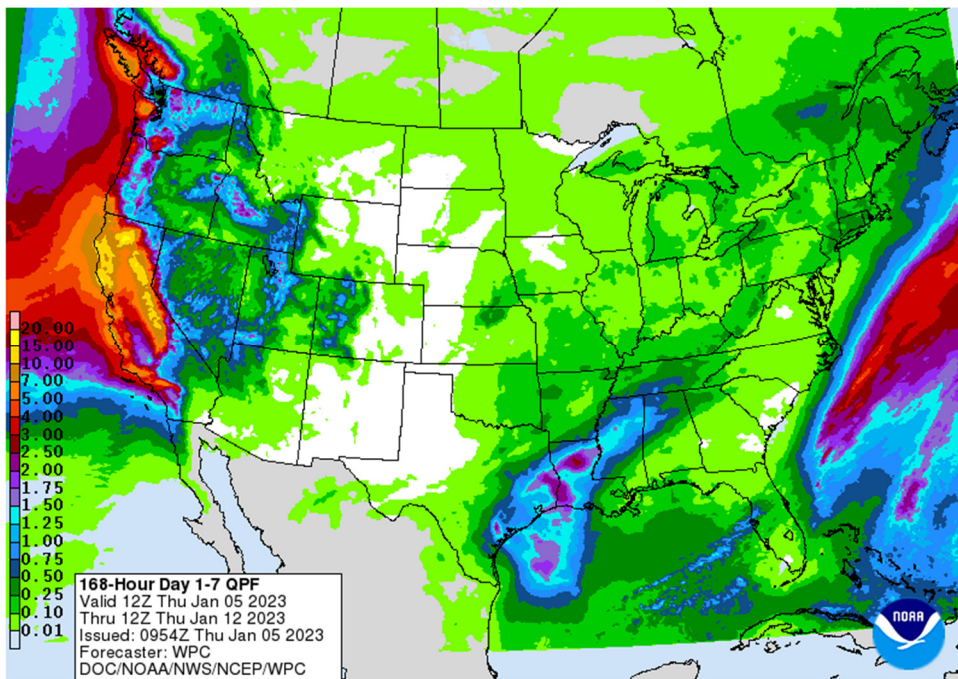 20.00
15.00
10.00
7.00
5.00
4.00
3.00
2.50
2.00
1.75
1.50
1.25
1.00
0.75
0.50
0.25
0.10
0.01
168-Hour Day 1-7 QPF
Valid 12Z Thu Jan 05 2023
Thru 12Z Thu Jan 12 2023
Issued: 0954Z Thu Jan 05 2023
Forecaster: WPC
DOC/NOAA/NWS/NCEP/WPC
NOAA